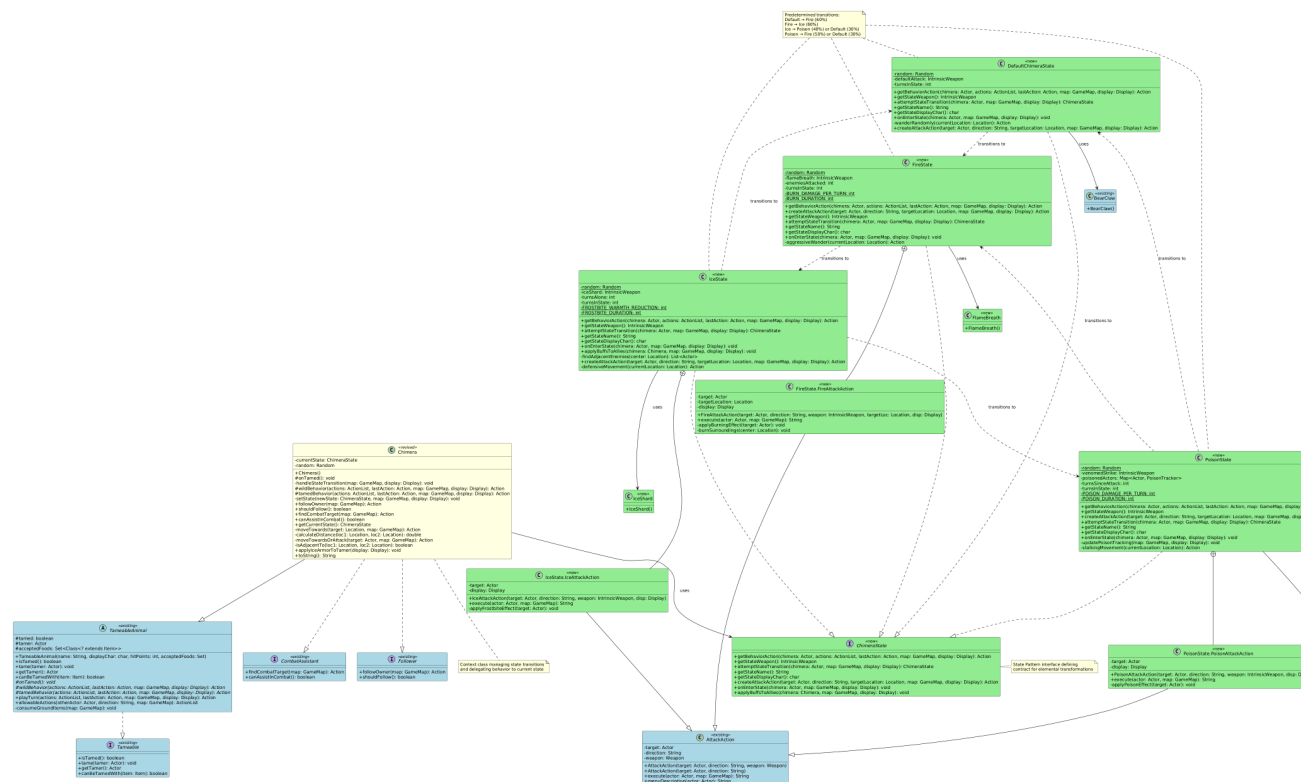 Predetermined transitions:
Default → Fire (60%)
Fire → Ice (60%)
Ice → Poison (40%) or Default (30%)
Poison → Fire (50%) or Default (30%)
«new»
C DefaultChimeraState
-random: Random
-defaultAttack: IntrinsicWeapon
-turnsInState: int
+getBehaviorAction(chimera: Actor, actions: ActionList, lastAction: Action, map: GameMap, display: Display): Action
+getStateWeapon(): IntrinsicWeapon
+attemptStateTransition(chimera: Actor, map: GameMap, display: Display): ChimeraState
+getStateName(): String
+getStateDisplayChar(): char
+onEnterState(chimera: Actor, map: GameMap, display: Display): void
-wanderRandomly(currentLocation: Location): Action
+createAttackAction(target: Actor, direction: String, targetLocation: Location, map: GameMap, display: Display): Action
transitions to
uses
«new»
C FireState
-random: Random
-flameBreath: IntrinsicWeapon
-enemiesAttacked: int
-turnsInState: int
-BURN_DAMAGE_PER_TURN: int
-BURN_DURATION: int
+getBehaviorAction(chimera: Actor, actions: ActionList, lastAction: Action, map: GameMap, display: Display): Action
+createAttackAction(target: Actor, direction: String, targetLocation: Location, map: GameMap, display: Display): Action
+getStateWeapon(): IntrinsicWeapon
+attemptStateTransition(chimera: Actor, map: GameMap, display: Display): ChimeraState
+getStateName(): String
+getStateDisplayChar(): char
+onEnterState(chimera: Actor, map: GameMap, display: Display): void
-aggressiveWander(currentLocation: Location): Action
«existing»
C BearClaw
+BearClaw()
transitions to
transitions to
transitions to
uses
«new»
C IceState
-random: Random
-iceShard: IntrinsicWeapon
-turnsAlone: int
-turnsInState: int
-FROSTBITE_WARMTH_REDUCTION: int
-FROSTBITE_DURATION: int
+getBehaviorAction(chimera: Actor, actions: ActionList, lastAction: Action, map: GameMap, display: Display): Action
+getStateWeapon(): IntrinsicWeapon
+attemptStateTransition(chimera: Actor, map: GameMap, display: Display): ChimeraState
+getStateName(): String
+getStateDisplayChar(): char
+onEnterState(chimera: Actor, map: GameMap, display: Display): void
+applyBuffsToAllies(chimera: Chimera, map: GameMap, display: Display): void
-findAdjacentEnemies(center: Location): List<Actor>
+createAttackAction(target: Actor, direction: String, targetLocation: Location, map: GameMap, display: Display): Action
-defensiveMovement(currentLocation: Location): Action
«new»
C FlameBreath
+FlameBreath()
transitions to
«new»
C FireState.FireAttackAction
-target: Actor
-targetLocation: Location
-display: Display
+FireAttackAction(target: Actor, direction: String, weapon: IntrinsicWeapon, targetLoc: Location, disp: Display)
+execute(actor: Actor, map: GameMap): String
-applyBurningEffect(target: Actor): void
-burnSurroundings(center: Location): void
uses
transitions to
«revised»
C Chimera
-currentState: ChimeraState
-random: Random
+Chimera()
#onTamed(): void
-handleStateTransition(map: GameMap, display: Display): void
#wildBehavior(actions: ActionList, lastAction: Action, map: GameMap, display: Display): Action
#tamedBehavior(actions: ActionList, lastAction: Action, map: GameMap, display: Display): Action
-setState(newState: ChimeraState, map: GameMap, display: Display): void
+followOwner(map: GameMap): Action
+shouldFollow(): boolean
+findCombatTarget(map: GameMap): Action
+canAssistInCombat(): boolean
+getCurrentState(): ChimeraState
-moveTowards(target: Location, map: GameMap): Action
-calculateDistance(loc1: Location, loc2: Location): double
-moveTowardsOrAttack(target: Actor, map: GameMap): Action
-isAdjacentTo(loc1: Location, loc2: Location): boolean
+applyIceArmorToTamer(display: Display): void
+toString(): String
«new»
C PoisonState
-random: Random
-venomedStrike: IntrinsicWeapon
-poisonedActors: Map<Actor, PoisonTracker>
-turnsSinceAttack: int
-turnsInState: int
-POISON_DAMAGE_PER_TURN: int
-POISON_DURATION: int
+getBehaviorAction(chimera: Actor, actions: ActionList, lastAction: Action, map: GameMap, display:
+getStateWeapon(): IntrinsicWeapon
+createAttackAction(target: Actor, direction: String, targetLocation: Location, map: GameMap,
+attemptStateTransition(chimera: Actor, map: GameMap, display: Display): ChimeraState
+getStateName(): String
+getStateDisplayChar(): char
+onEnterState(chimera: Actor, map: GameMap, display: Display): void
-updatePoisonTracking(map: GameMap, display: Display): void
-stalkingMovement(currentLocation: Location): Action
«new»
C IceShard
+IceShard()
«new»
C IceState.IceAttackAction
-target: Actor
-display: Display
+IceAttackAction(target: Actor, direction: String, weapon: IntrinsicWeapon, disp: Display)
+execute(actor: Actor, map: GameMap): String
-applyFrostbiteEffect(target: Actor): void
uses
«existing»
A TameableAnimal
#tamed: boolean
#tamer: Actor
#acceptedFoods: Set<Class<? extends Item>>
+TameableAnimal(name: String, displayChar: char, hitPoints: int, acceptedFoods: Set)
+isTamed(): boolean
+tame(tamer: Actor): void
+getTamer(): Actor
+canBeTamedWith(item: Item): boolean
#onTamed(): void
#wildBehavior(actions: ActionList, lastAction: Action, map: GameMap, display: Display): Action
#tamedBehavior(actions: ActionList, lastAction: Action, map: GameMap, display: Display): Action
+playTurn(actions: ActionList, lastAction: Action, map: GameMap, display: Display): Action
+allowableActions(otherActor: Actor, direction: String, map: GameMap): ActionList
-consumeGroundItems(map: GameMap): void
«existing»
I CombatAssistant
+findCombatTarget(map: GameMap): Action
+canAssistInCombat(): boolean
«existing»
I Follower
+followOwner(map: GameMap): Action
+shouldFollow(): boolean
Context class managing state transitions
and delegating behavior to current state
«new»
I ChimeraState
+getBehaviorAction(chimera: Actor, actions: ActionList, lastAction: Action, map: GameMap, display: Display): Action
+getStateWeapon(): IntrinsicWeapon
+attemptStateTransition(chimera: Actor, map: GameMap, display: Display): ChimeraState
+getStateName(): String
+getStateDisplayChar(): char
+createAttackAction(target: Actor, direction: String, targetLocation: Location, map: GameMap, display: Display): Action
+onEnterState(chimera: Actor, map: GameMap, display: Display): void
+applyBuffsToAllies(chimera: Chimera, map: GameMap, display: Display): void
State Pattern interface defining
contract for elemental transformations
«new»
C PoisonState.PoisonAttackAction
-target: Actor
-display: Display
+PoisonAttackAction(target: Actor, direction: String, weapon: IntrinsicWeapon, disp:
+execute(actor: Actor, map: GameMap): String
-applyPoisonEffect(target: Actor): void
«existing»
I Tameable
+isTamed(): boolean
+tame(tamer: Actor): void
+getTamer(): Actor
+canBeTamedWith(item: Item): boolean
«existing»
C AttackAction
-target: Actor
-direction: String
-weapon: Weapon
+AttackAction(target: Actor, direction: String, weapon: Weapon)
+AttackAction(target: Actor, direction: String)
+execute(actor: Actor, map: GameMap): String